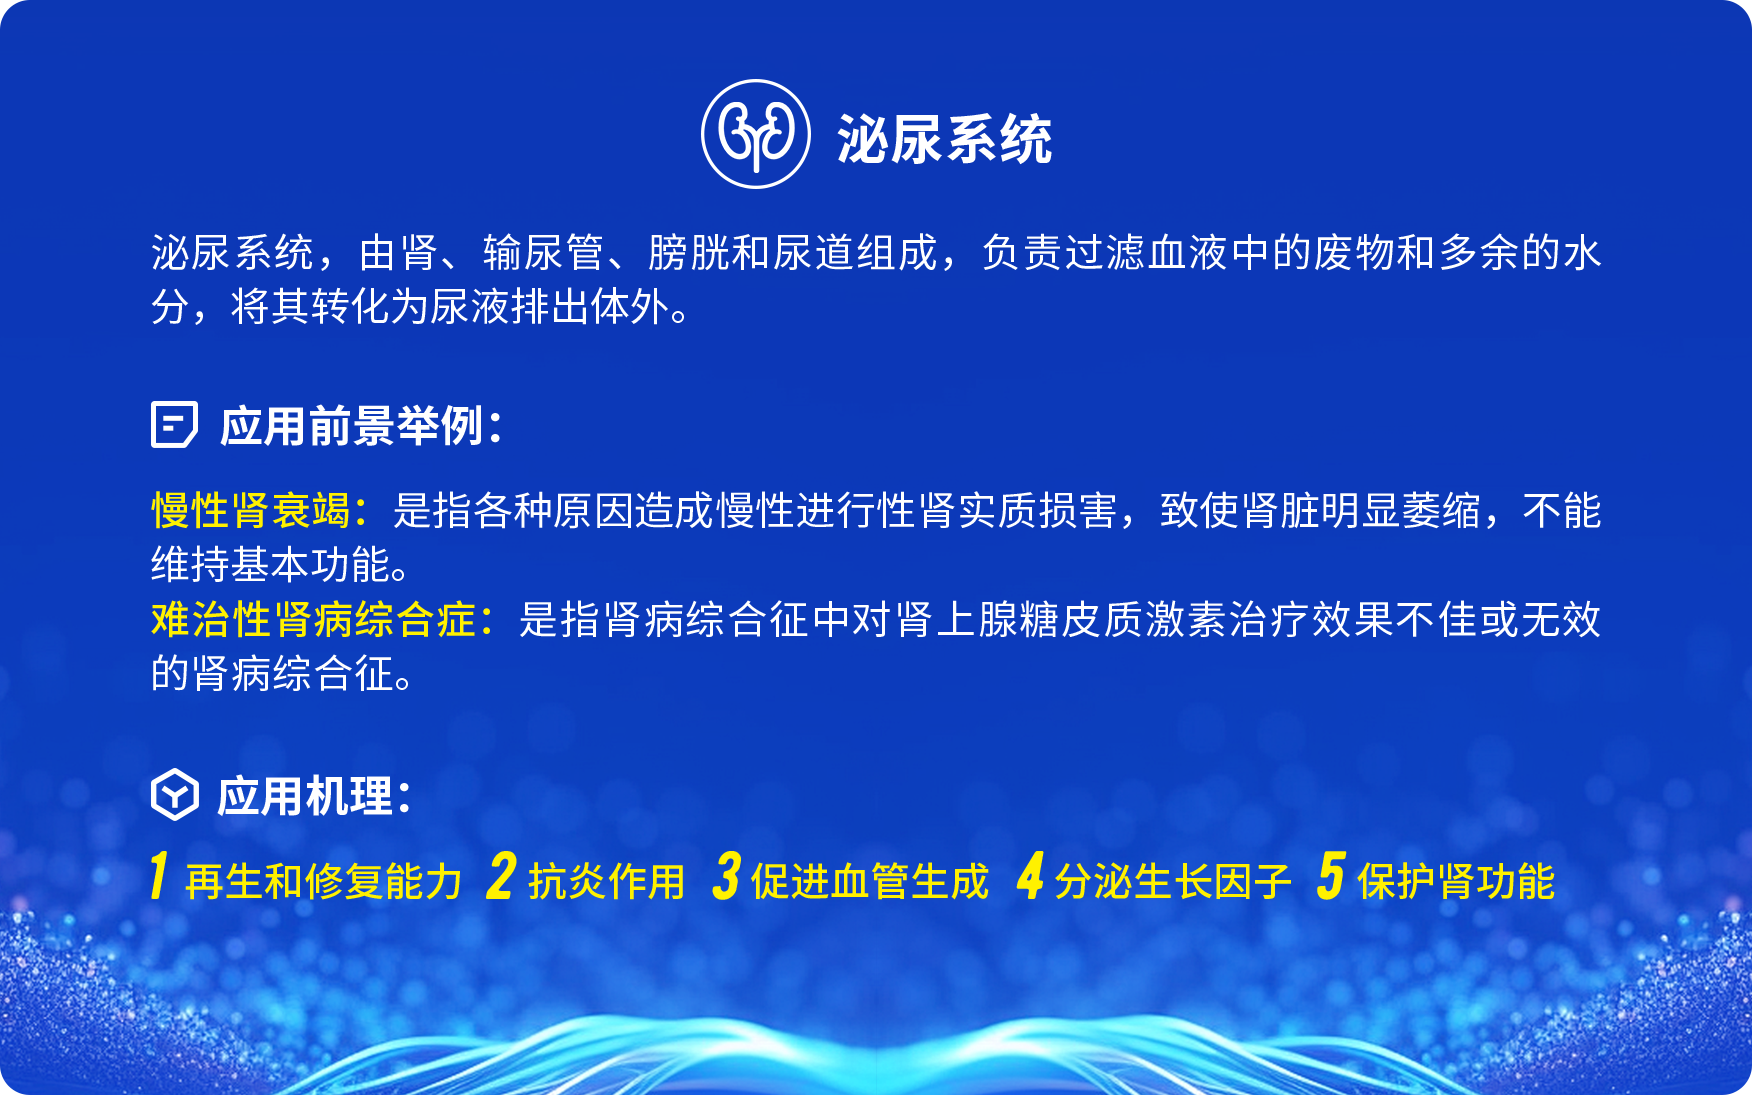 泌尿系统
泌尿系统，由肾、输尿管、膀胱和尿道组成，负责过滤血液中的废物和多余的水
分，将其转化为尿液排出体外。
应用前景举例：
慢性肾衰竭：是指各种原因造成慢性进行性肾实质损害，致使肾脏明显萎缩，不能
维持基本功能。
难治性肾病综合症：是指肾病综合征中对肾上腺糖皮质激素治疗效果不佳或无效
的肾病综合征。
应用机理：
1 再生和修复能力 2 抗炎作用 3 促进血管生成 4 分泌生长因子 5 保护肾功能